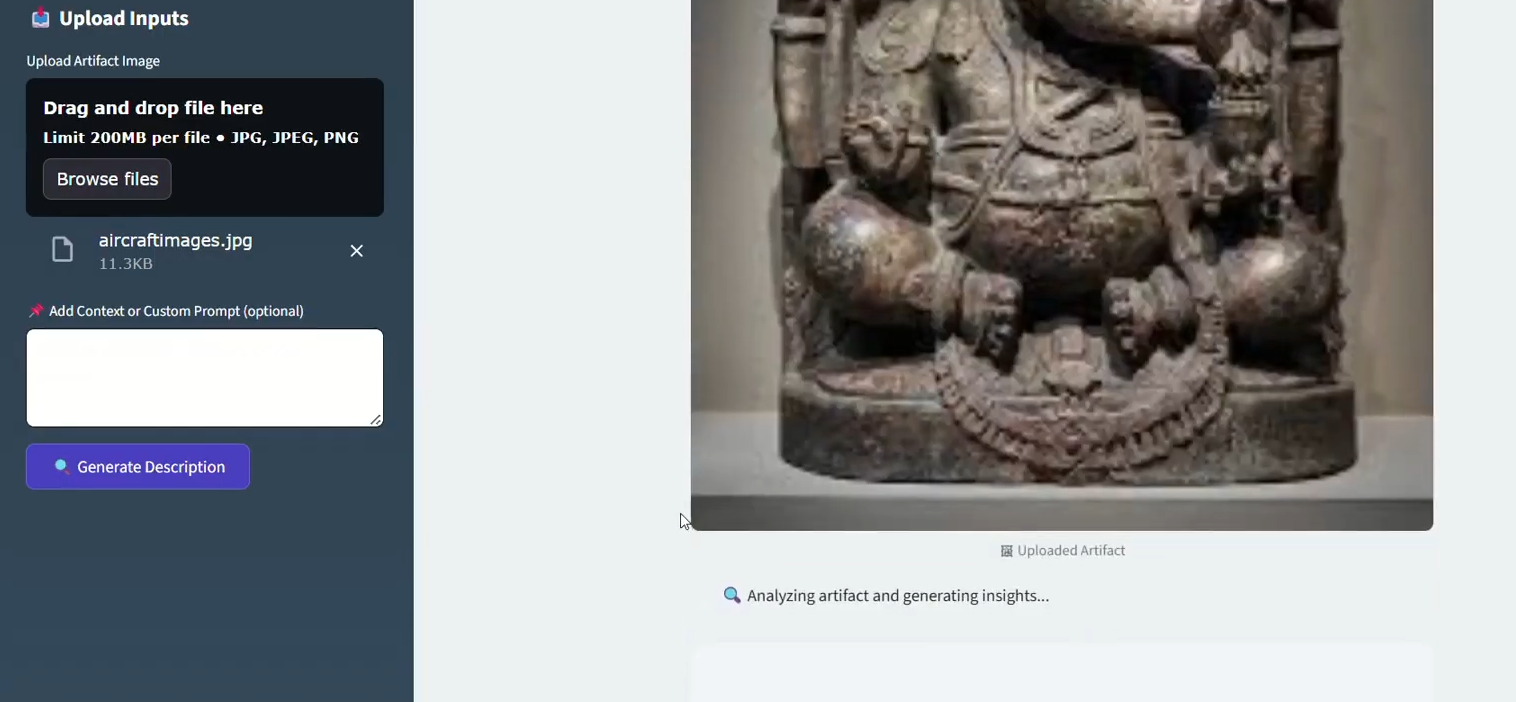 Upload Inputs
Upload Artifact Image
Drag and drop file here
Limit 200MB per file • JPG, JPEG, PNG
Browse files
aircraftimages.jpg
11.3KB
Add Context or Custom Prompt (optional)
Generate Description
Uploaded Artifact
Analyzing artifact and generating insights...